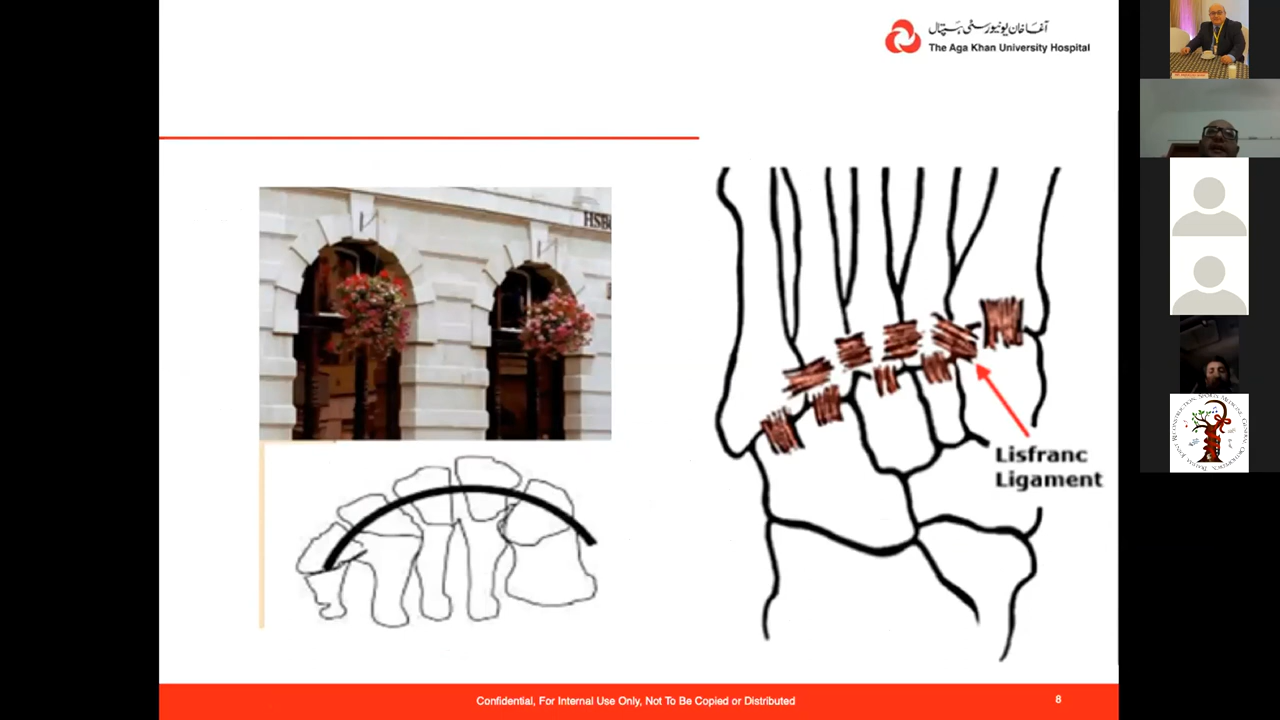 آغا خان یونیورسٹی ہسپتال
The Aga Khan University Hospital
HSB
Lisfranc
Ligament
Confidential, For Internal Use Only, Not To Be Copied or Distributed
8